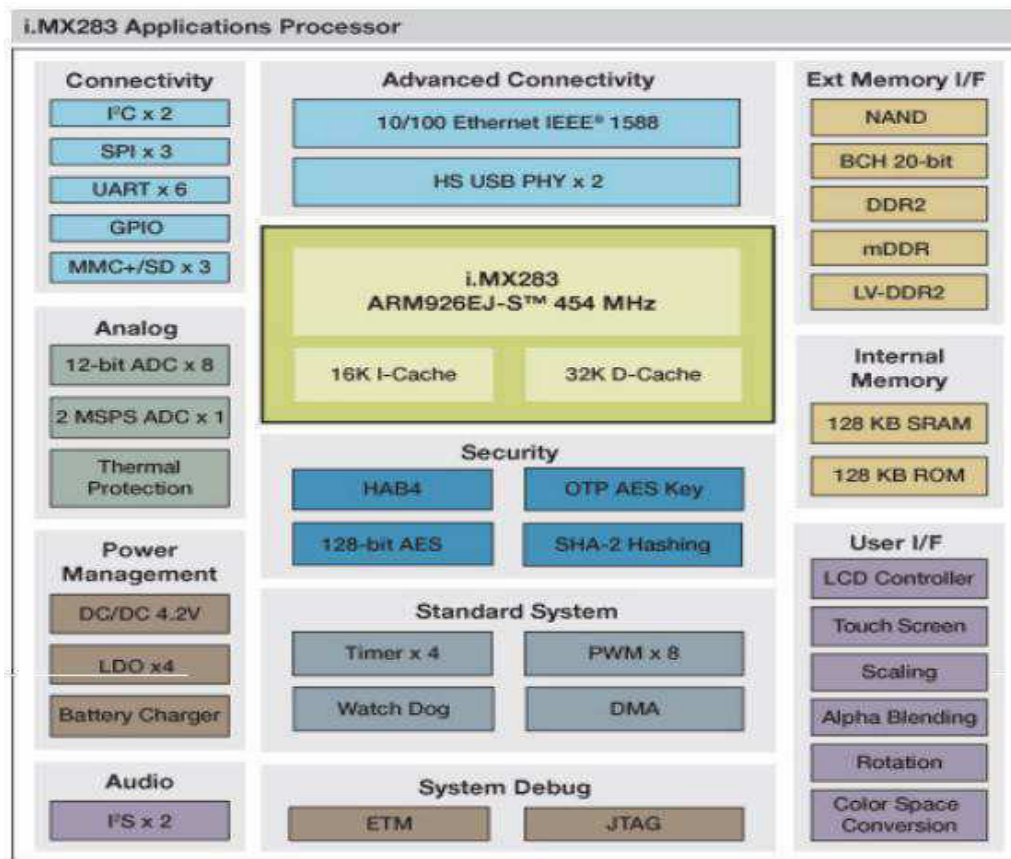 i.MX283 Applications Processor
Connectivity
I²C x 2
SPI x 3
UART x 6
GPIO
MMC+/SD x 3
Analog
12-bit ADC x 8
2 MSPS ADC x 1
Thermal
Protection
Power
Management
DC/DC 4.2V
LDO x4
Battery Charger
Audio
I²S x 2
Advanced Connectivity
10/100 Ethernet IEEE® 1588
HS USB PHY x 2
i.MX283
ARM926EJ-S™ 454 MHz
16K I-Cache
32K D-Cache
Security
HAB4
OTP AES Key
128-bit AES
SHA-2 Hashing
Standard System
Timer x 4
PWM x 8
Watch Dog
DMA
System Debug
ETM
JTAG
Ext Memory I/F
NAND
BCH 20-bit
DDR2
mDDR
LV-DDR2
Internal
Memory
128 KB SRAM
128 KB ROM
User I/F
LCD Controller
Touch Screen
Scaling
Alpha Blending
Rotation
Color Space
Conversion